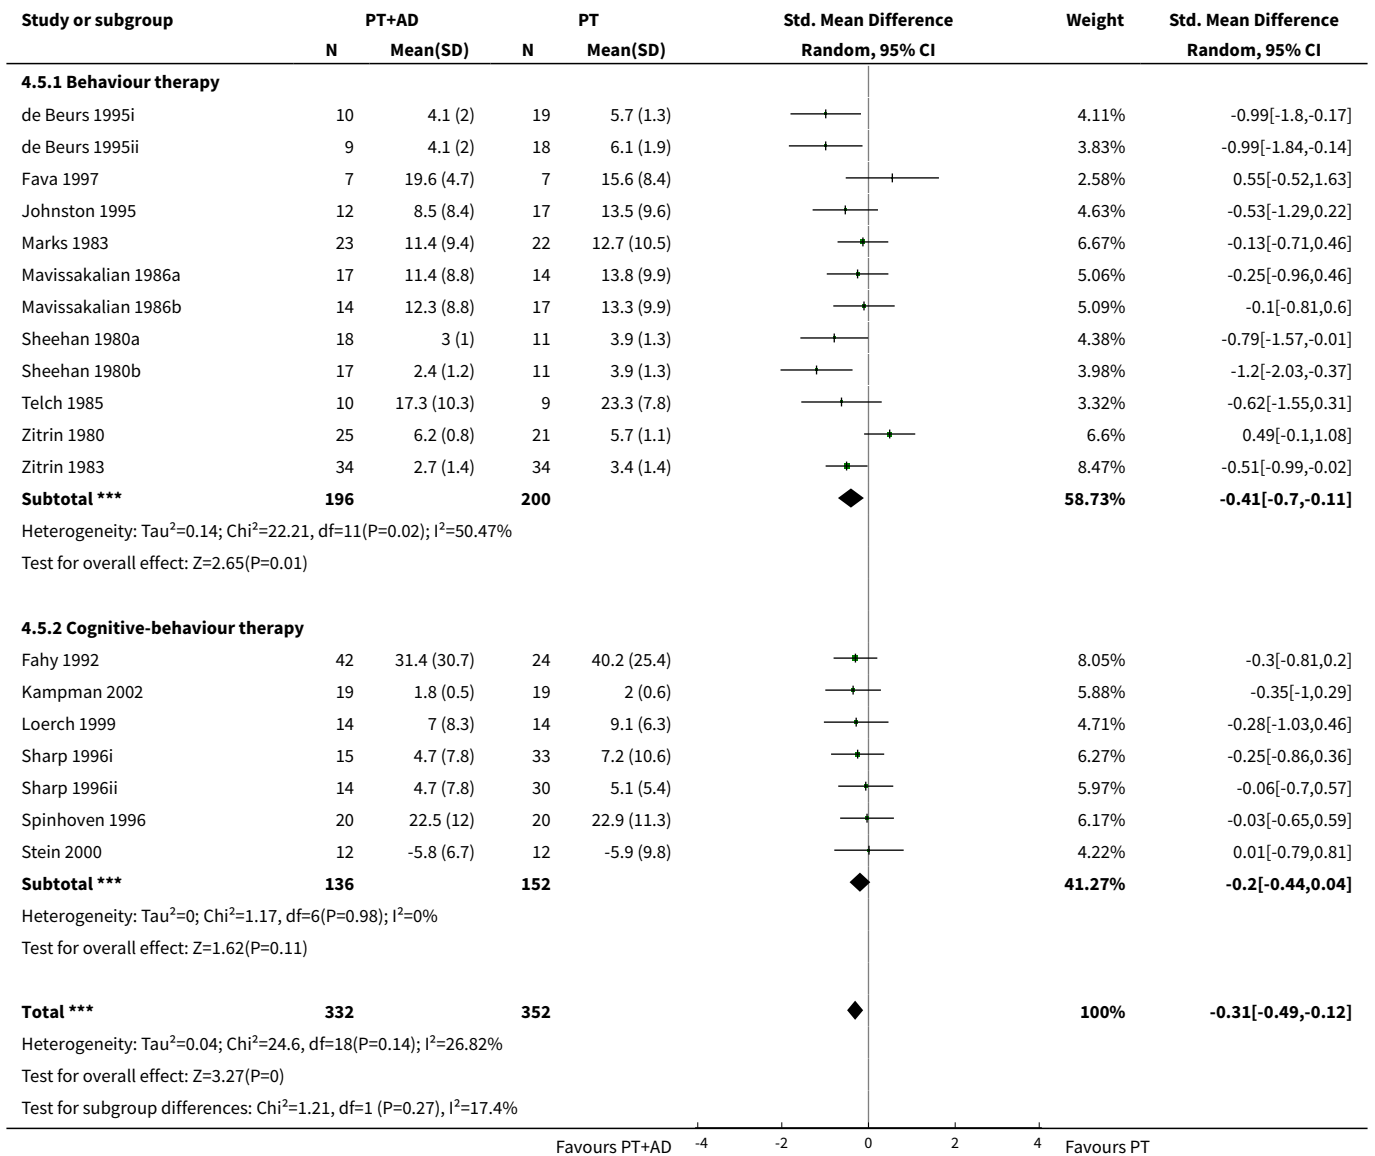 Study or subgroup PT+AD PT Std. Mean Difference Weight Std. Mean Difference
N Mean(SD) N Mean(SD) Random, 95% CI Random, 95% CI
4.5.1 Behaviour therapy
de Beurs 1995i 10 4.1 (2) 19 5.7 (1.3) 4.11% -0.99[-1.8,-0.17]
de Beurs 1995ii 9 4.1 (2) 18 6.1 (1.9) 3.83% -0.99[-1.84,-0.14]
Fava 1997 7 19.6 (4.7) 7 15.6 (8.4) 2.58% 0.55[-0.52,1.63]
Johnston 1995 12 8.5 (8.4) 17 13.5 (9.6) 4.63% -0.53[-1.29,0.22]
Marks 1983 23 11.4 (9.4) 22 12.7 (10.5) 6.67% -0.13[-0.71,0.46]
Mavissakalian 1986a 17 11.4 (8.8) 14 13.8 (9.9) 5.06% -0.25[-0.96,0.46]
Mavissakalian 1986b 14 12.3 (8.8) 17 13.3 (9.9) 5.09% -0.1[-0.81,0.6]
Sheehan 1980a 18 3 (1) 11 3.9 (1.3) 4.38% -0.79[-1.57,-0.01]
Sheehan 1980b 17 2.4 (1.2) 11 3.9 (1.3) 3.98% -1.2[-2.03,-0.37]
Telch 1985 10 17.3 (10.3) 9 23.3 (7.8) 3.32% -0.62[-1.55,0.31]
Zitrin 1980 25 6.2 (0.8) 21 5.7 (1.1) 6.6% 0.49[-0.1,1.08]
Zitrin 1983 34 2.7 (1.4) 34 3.4 (1.4) 8.47% -0.51[-0.99,-0.02]
Subtotal *** 196 200 58.73% -0.41[-0.7,-0.11]
Heterogeneity: Tau²=0.14; Chi²=22.21, df=11(P=0.02); I²=50.47%
Test for overall effect: Z=2.65(P=0.01)
4.5.2 Cognitive-behaviour therapy
Fahy 1992 42 31.4 (30.7) 24 40.2 (25.4) 8.05% -0.3[-0.81,0.2]
Kampman 2002 19 1.8 (0.5) 19 2 (0.6) 5.88% -0.35[-1,0.29]
Loerch 1999 14 7 (8.3) 14 9.1 (6.3) 4.71% -0.28[-1.03,0.46]
Sharp 1996i 15 4.7 (7.8) 33 7.2 (10.6) 6.27% -0.25[-0.86,0.36]
Sharp 1996ii 14 4.7 (7.8) 30 5.1 (5.4) 5.97% -0.06[-0.7,0.57]
Spinhoven 1996 20 22.5 (12) 20 22.9 (11.3) 6.17% -0.03[-0.65,0.59]
Stein 2000 12 -5.8 (6.7) 12 -5.9 (9.8) 4.22% 0.01[-0.79,0.81]
Subtotal *** 136 152 41.27% -0.2[-0.44,0.04]
Heterogeneity: Tau²=0; Chi²=1.17, df=6(P=0.98); I²=0%
Test for overall effect: Z=1.62(P=0.11)
Total *** 332 352 100% -0.31[-0.49,-0.12]
Heterogeneity: Tau²=0.04; Chi²=24.6, df=18(P=0.14); I²=26.82%
Test for overall effect: Z=3.27(P=0)
Test for subgroup differences: Chi²=1.21, df=1 (P=0.27), I²=17.4%
Favours PT+AD -4 -2 0 2 4 Favours PT